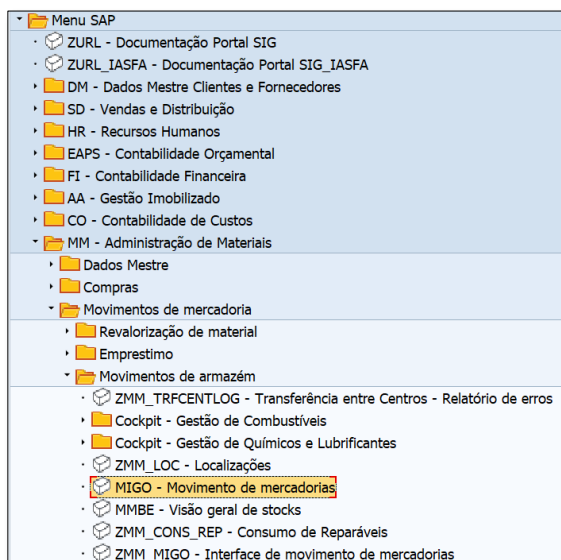 Menu SAP
ZURL - Documentação Portal SIG
ZURL_IASFA - Documentação Portal SIG_IASFA
DM - Dados Mestre Clientes e Fornecedores
SD - Vendas e Distribuição
HR - Recursos Humanos
EAPS - Contabilidade Orçamental
FI - Contabilidade Financeira
AA - Gestão Imobilizado
CO - Contabilidade de Custos
MM - Administração de Materiais
Dados Mestre
Compras
Movimentos de mercadoria
Revalorização de material
Emprestimo
Movimentos de armazém
ZMM_TRFCENTLOG - Transferência entre Centros - Relatório de erros
Cockpit - Gestão de Combustíveis
Cockpit - Gestão de Químicos e Lubrificantes
ZMM_LOC - Localizações
MIGO - Movimento de mercadorias
MMBE - Visão geral de stocks
ZMM_CONS_REP - Consumo de Reparáveis
ZMM_MIGO - Interface de movimento de mercadorias